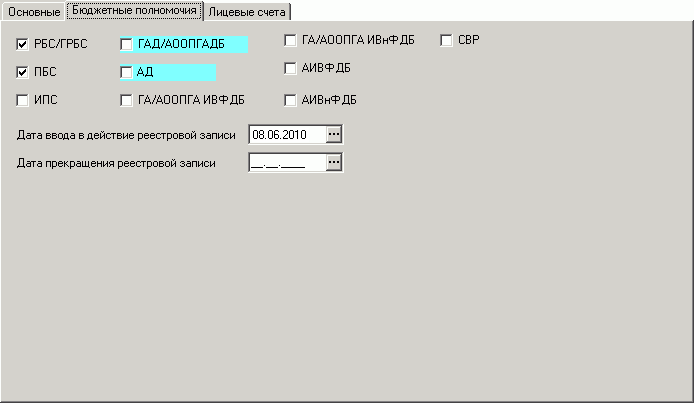 Основные Бюджетные полномочия Лицевые счета
РБС/ГРБС ГАД/АООПГАДБ ГА/АООПГА ИВнФДБ СВР
ПБС АД АИВФДБ
ИПС ГА/АООПГА ИВФДБ АИВнФДБ
Дата ввода в действие реестровой записи 08.06.2010 ...
Дата прекращения реестровой записи __.__.____ ...